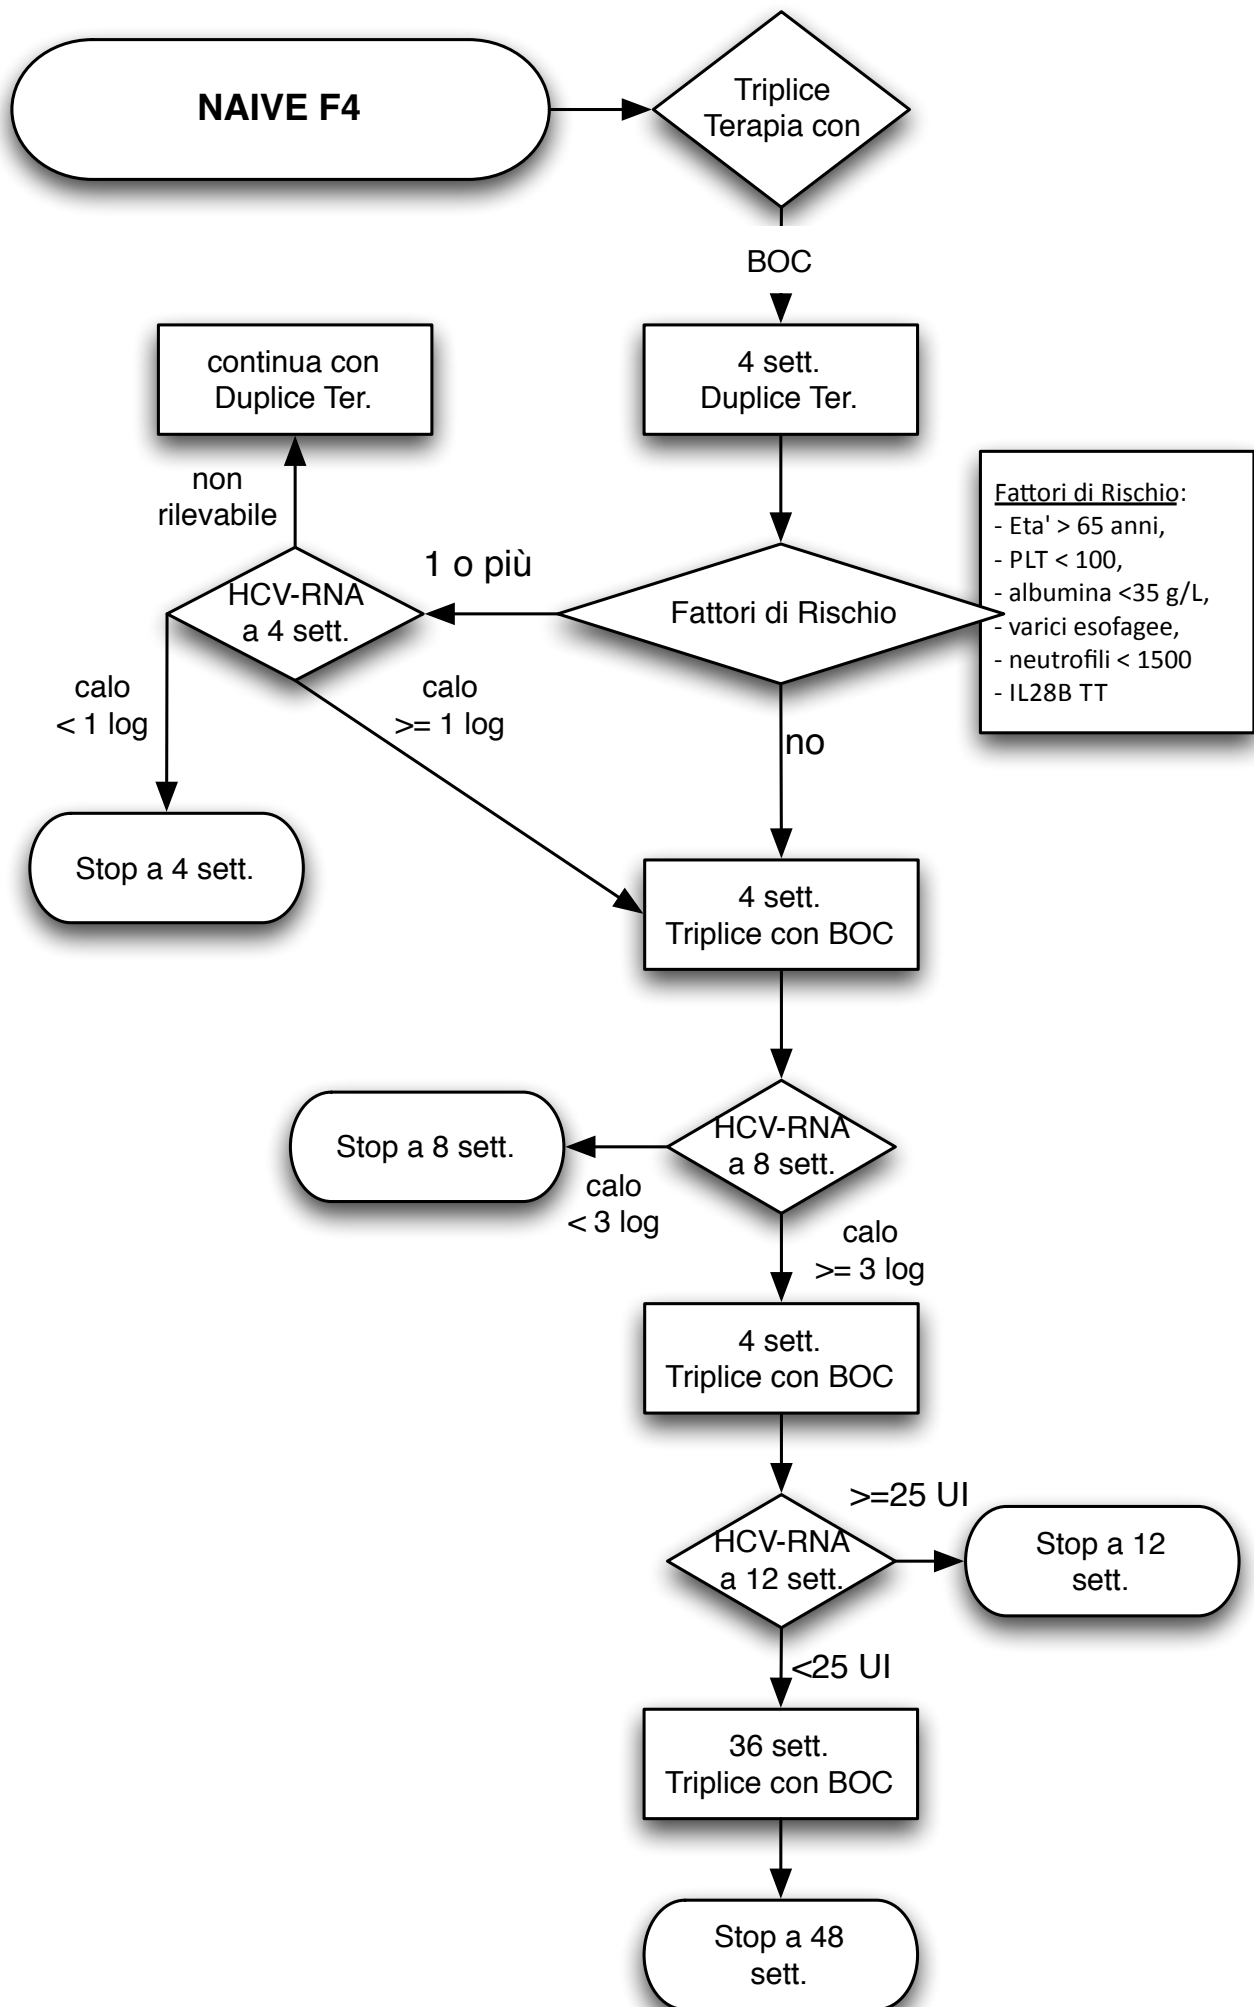 NAIVE F4
Triplice
Terapia con
BOC
continua con
Duplice Ter.
4 sett.
Duplice Ter.
non
rilevabile
Fattori di Rischio:
- Eta' > 65 anni,
- PLT < 100,
- albumina <35 g/L,
- varici esofagee,
- neutrofili < 1500
- IL28B TT
1 o più
HCV-RNA
a 4 sett.
Fattori di Rischio
calo
< 1 log
calo
>= 1 log
no
Stop a 4 sett.
4 sett.
Triplice con BOC
Stop a 8 sett.
HCV-RNA
a 8 sett.
calo
< 3 log
calo
>= 3 log
4 sett.
Triplice con BOC
>=25 UI
HCV-RNA
a 12 sett.
Stop a 12
sett.
<25 UI
36 sett.
Triplice con BOC
Stop a 48
sett.